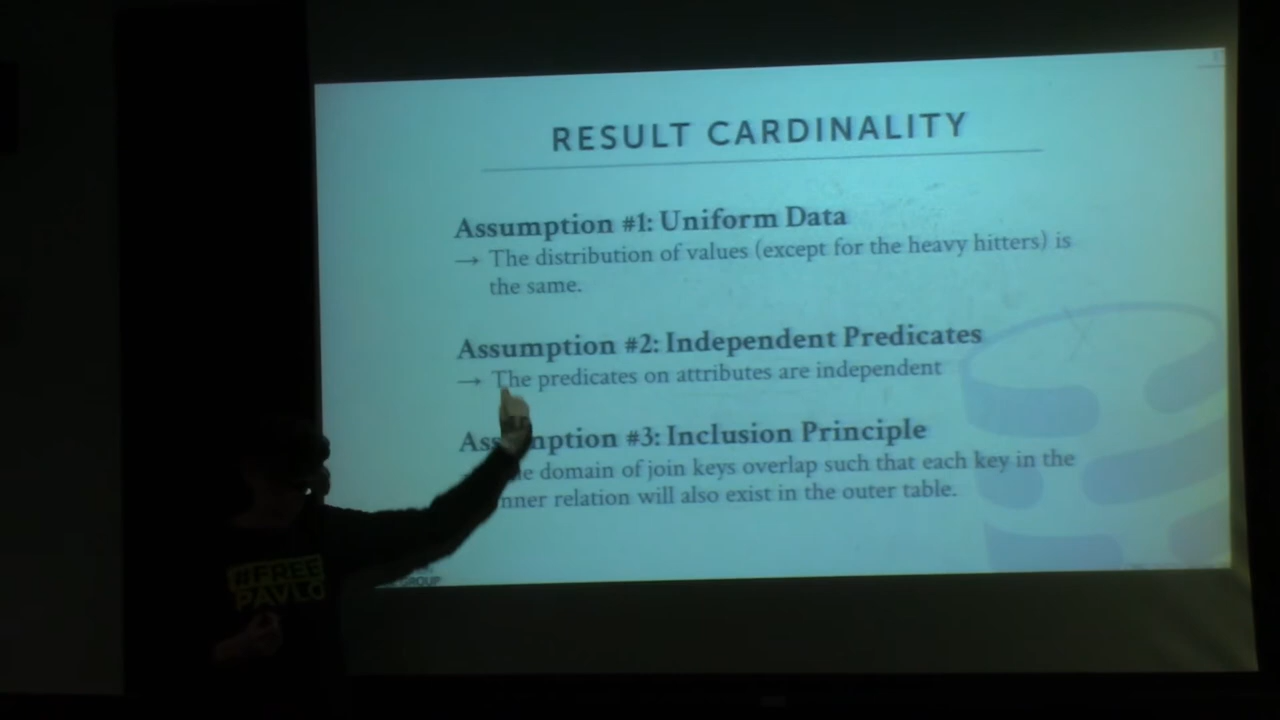 RESULT CARDINALITY
Assumption #1: Uniform Data
→ The distribution of values (except for the heavy hitters) is
the same.
Assumption #2: Independent Predicates
→ The predicates on attributes are independent
#3: Inclusion Principle
domain of join keys overlap such that each key in the
relation will also exist in the outer table.
#FREE
PAVLO
GROUP